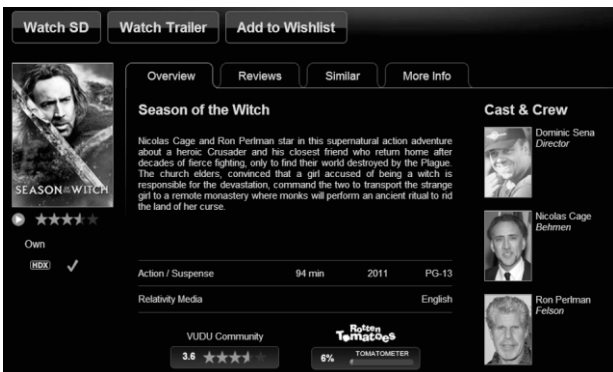 Watch SD
Watch Trailer
Add to Wishlist
Overview
Reviews
Similar
More Info
SEASON OF THE WITCH
Own
HDX
Season of the Witch
Nicolas Cage and Ron Perlman star in this supernatural action adventure
about a heroic Crusader and his closest friend who return home after
decades of fierce fighting, only to find their world destroyed by the Plague.
The church elders, convinced that a girl accused of being a witch is
responsible for the devastation, command the two to transport the strange
girl to a remote monastery where monks will perform an ancient ritual to rid
the land of her curse.
Action / Suspense 94 min 2011 PG-13
Relativity Media English
VUDU Community
3.6
Rotten
Tomatoes
6% TOMATOMETER
Cast & Crew
Dominic Sena
Director
Nicolas Cage
Behmen
Ron Perlman
Felson